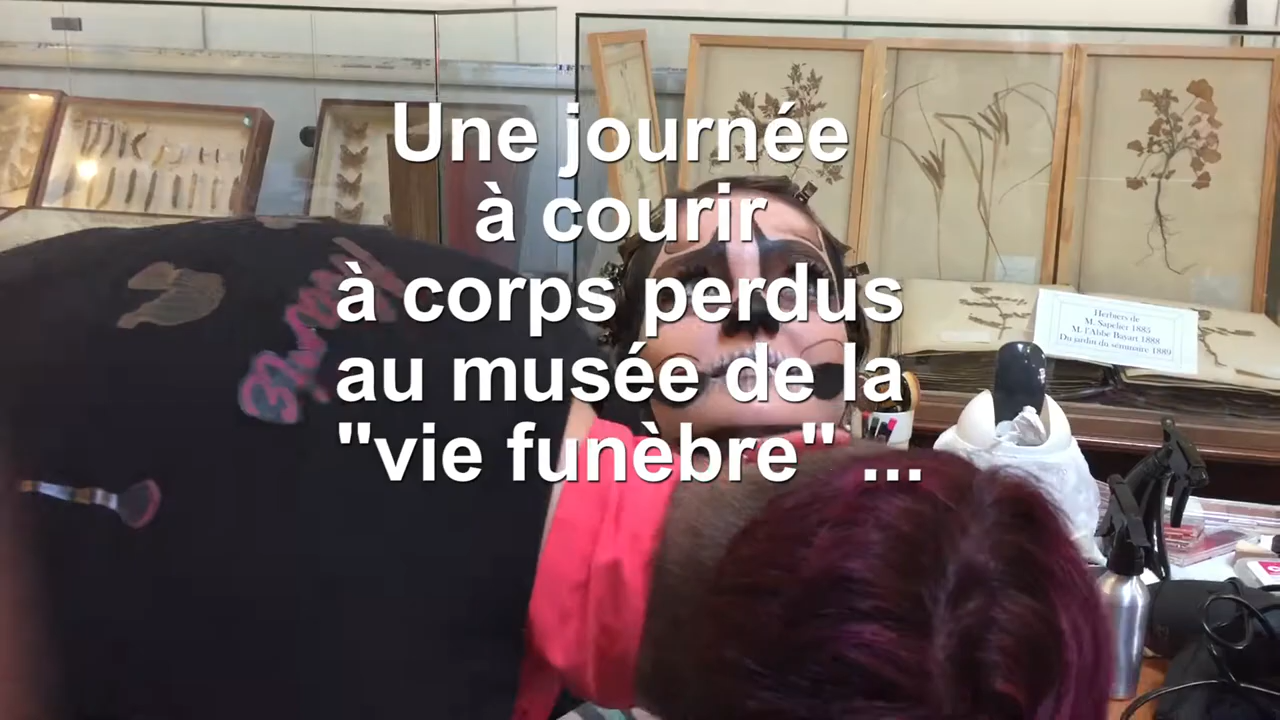 Une journée
à courir
à corps perdus
au musée de la
"vie funèbre" ...
Herbiers de
M. Sapelier 1885
M. l'Abbé Bayart 1888
Du jardin du séminaire 1889